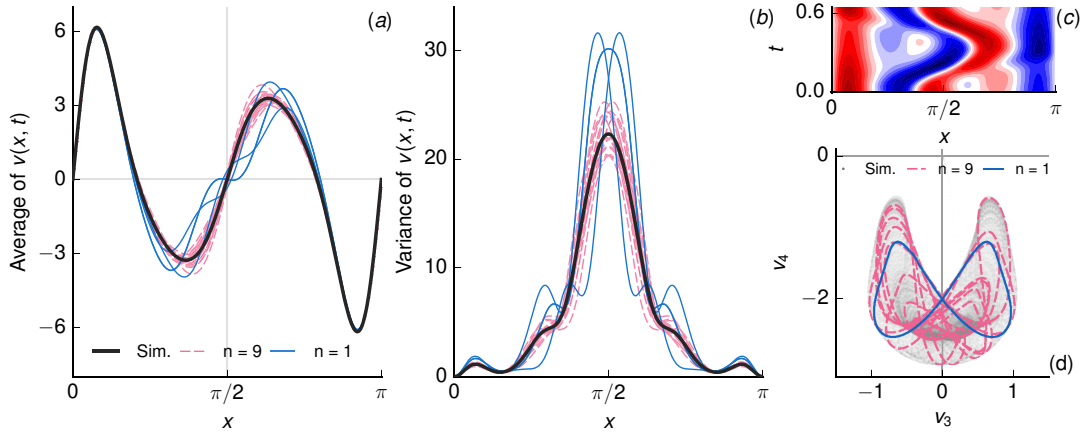 (a)
6
3
0
−3
−6
Average of v(x, t)
Sim. n = 9 n = 1
0 π/2 π
x
(b)
30
20
10
0
Variance of v(x, t)
0 π/2 π
x
(c)
0.6
0.0
t
0 π/2 π
x
0
−2
v4
Sim. n = 9 n = 1
(d)
−1 0 1
v3